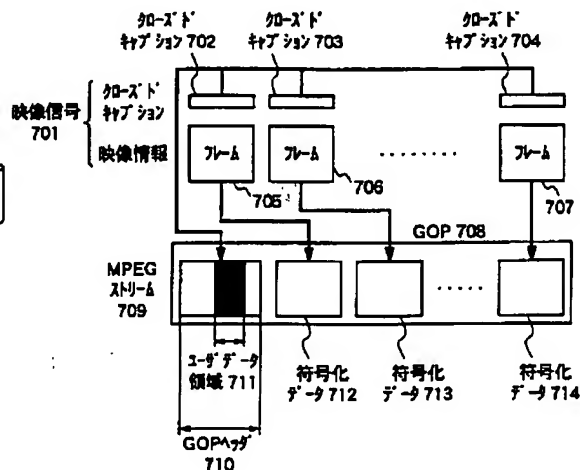 クローズド
キャプション 702
クローズド
キャプション 703
クローズド
キャプション 704
映像信号
701
クローズド
キャプション
映像情報
フレーム
705
フレーム
706
フレーム
707
GOP 708
MPEG
ストリーム
709
ユーザデータ
領域 711
符号化
データ 712
符号化
データ 713
符号化
データ 714
GOPヘッダ
710